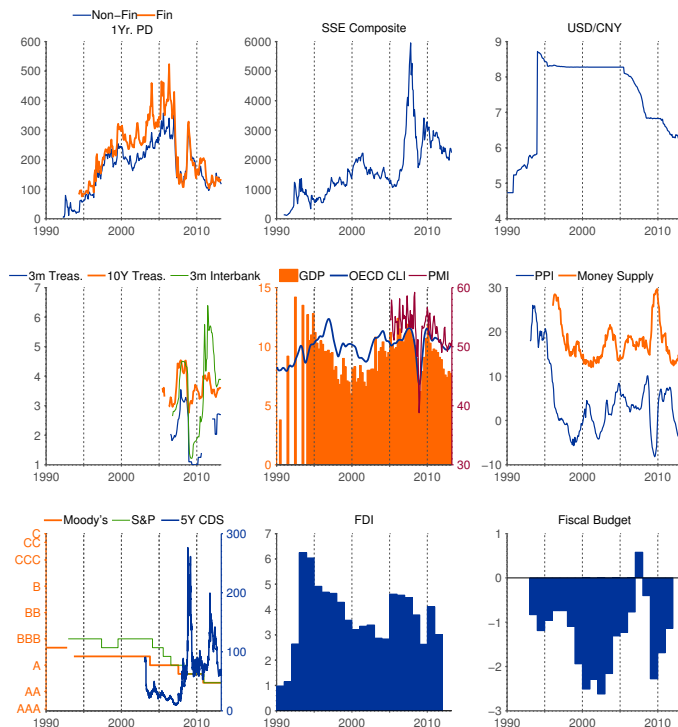 Non-Fin Fin
1Yr. PD
600
500
400
300
200
100
0
1990 2000 2010
SSE Composite
6000
5000
4000
3000
2000
1000
0
1990 2000 2010
USD/CNY
9
8
7
6
5
4
1990 2000 2010
3m Treas. 10Y Treas. 3m Interbank
7
6
5
4
3
2
1
1990 2000 2010
GDP OECD CLI PMI
15 60
10 50
5 40
0 30
1990 2000 2010
PPI Money Supply
30
20
10
0
−10
1990 2000 2010
Moody's S&P 5Y CDS
C 300
CC
CCC
B 200
BB
BBB 100
A
AA
AAA 0
1990 2000 2010
FDI
7
6
5
4
3
2
1
0
1990 2000 2010
Fiscal Budget
1
0
−1
−2
−3
1990 2000 2010